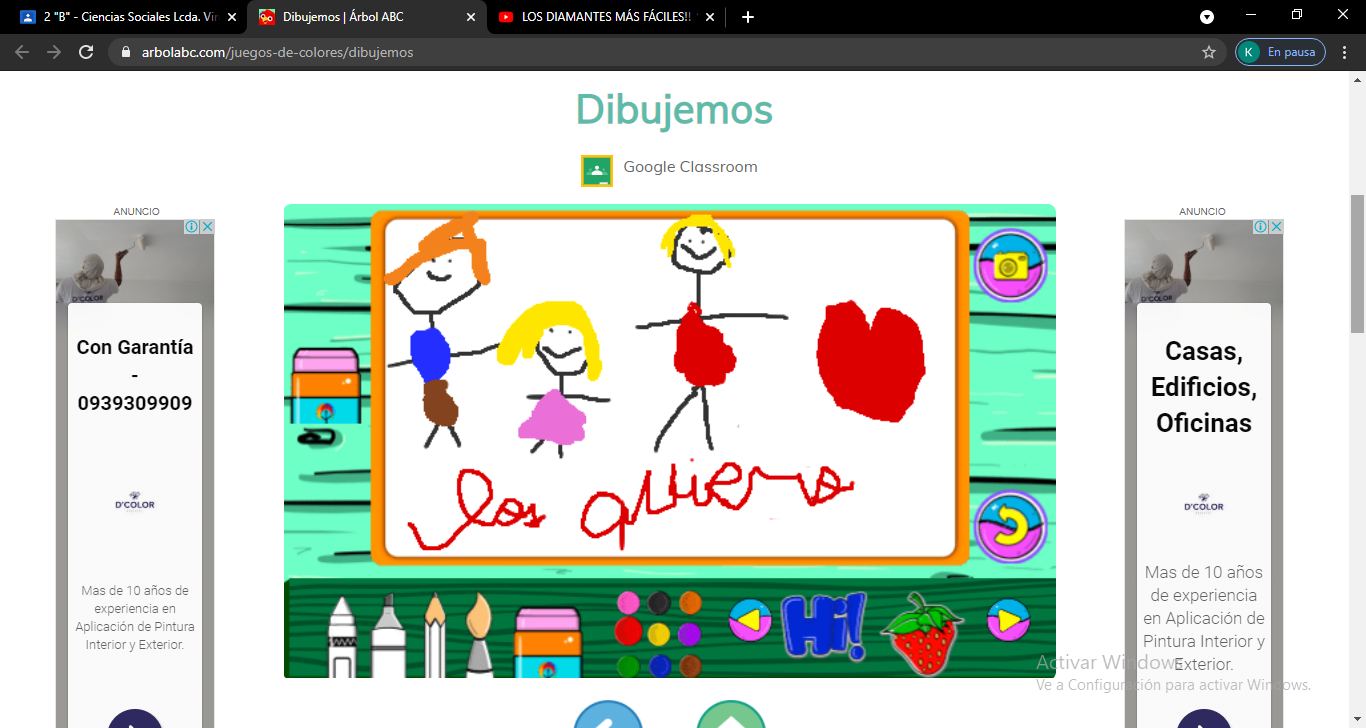 2 "B" - Ciencias Sociales Lcda. Vir
Dibujemos | Árbol ABC
LOS DIAMANTES MÁS FÁCILES!!
arbolabc.com/juegos-de-colores/dibujemos
K
En pausa
Dibujemos
Google Classroom
ANUNCIO
D'COLOR
Con Garantía
-
0939309909
D'COLOR
Mas de 10 años de
experiencia en
Aplicación de Pintura
Interior y Exterior.
los quiero
Hi!
ANUNCIO
D'COLOR
Casas,
Edificios,
Oficinas
D'COLOR
Mas de 10 años
de experiencia
en Aplicación de
Pintura Interior y
Exterior.
Activar Windows
Ve a Configuración para activar Windows.